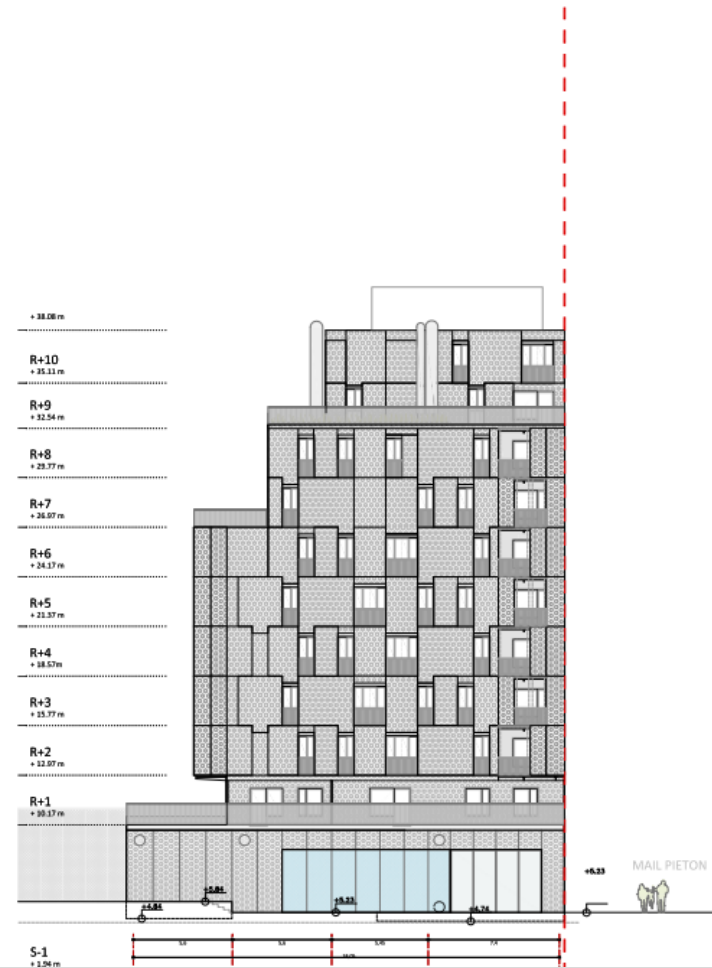 + 38.08 m
R+10
+ 35.11 m
R+9
+ 32.54 m
R+8
+ 29.77 m
R+7
+ 26.97 m
R+6
+ 24.17 m
R+5
+ 21.37 m
R+4
+ 18.57m
R+3
+ 15.77 m
R+2
+ 12.97 m
R+1
+ 10.17 m
MAIL PIETON
+5.23
+5.84
+4.84
+5.23
+4.74
7,4
S-1
+ 1.94 m